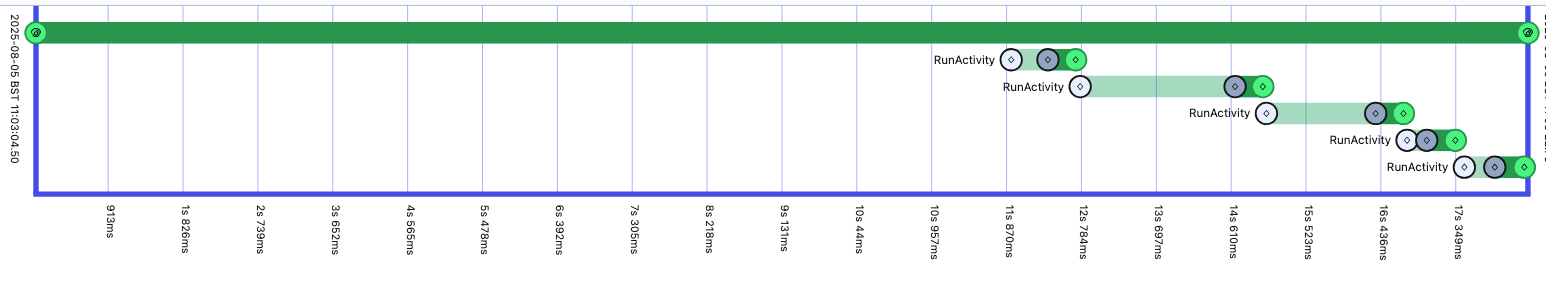 2025-08-05 BST 11:03:04.50
RunActivity
RunActivity
RunActivity
RunActivity
RunActivity
913ms
1s 826ms
2s 739ms
3s 652ms
4s 565ms
5s 478ms
6s 392ms
7s 305ms
8s 218ms
9s 131ms
10s 44ms
10s 957ms
11s 870ms
12s 784ms
13s 697ms
14s 610ms
15s 523ms
16s 436ms
17s 349ms